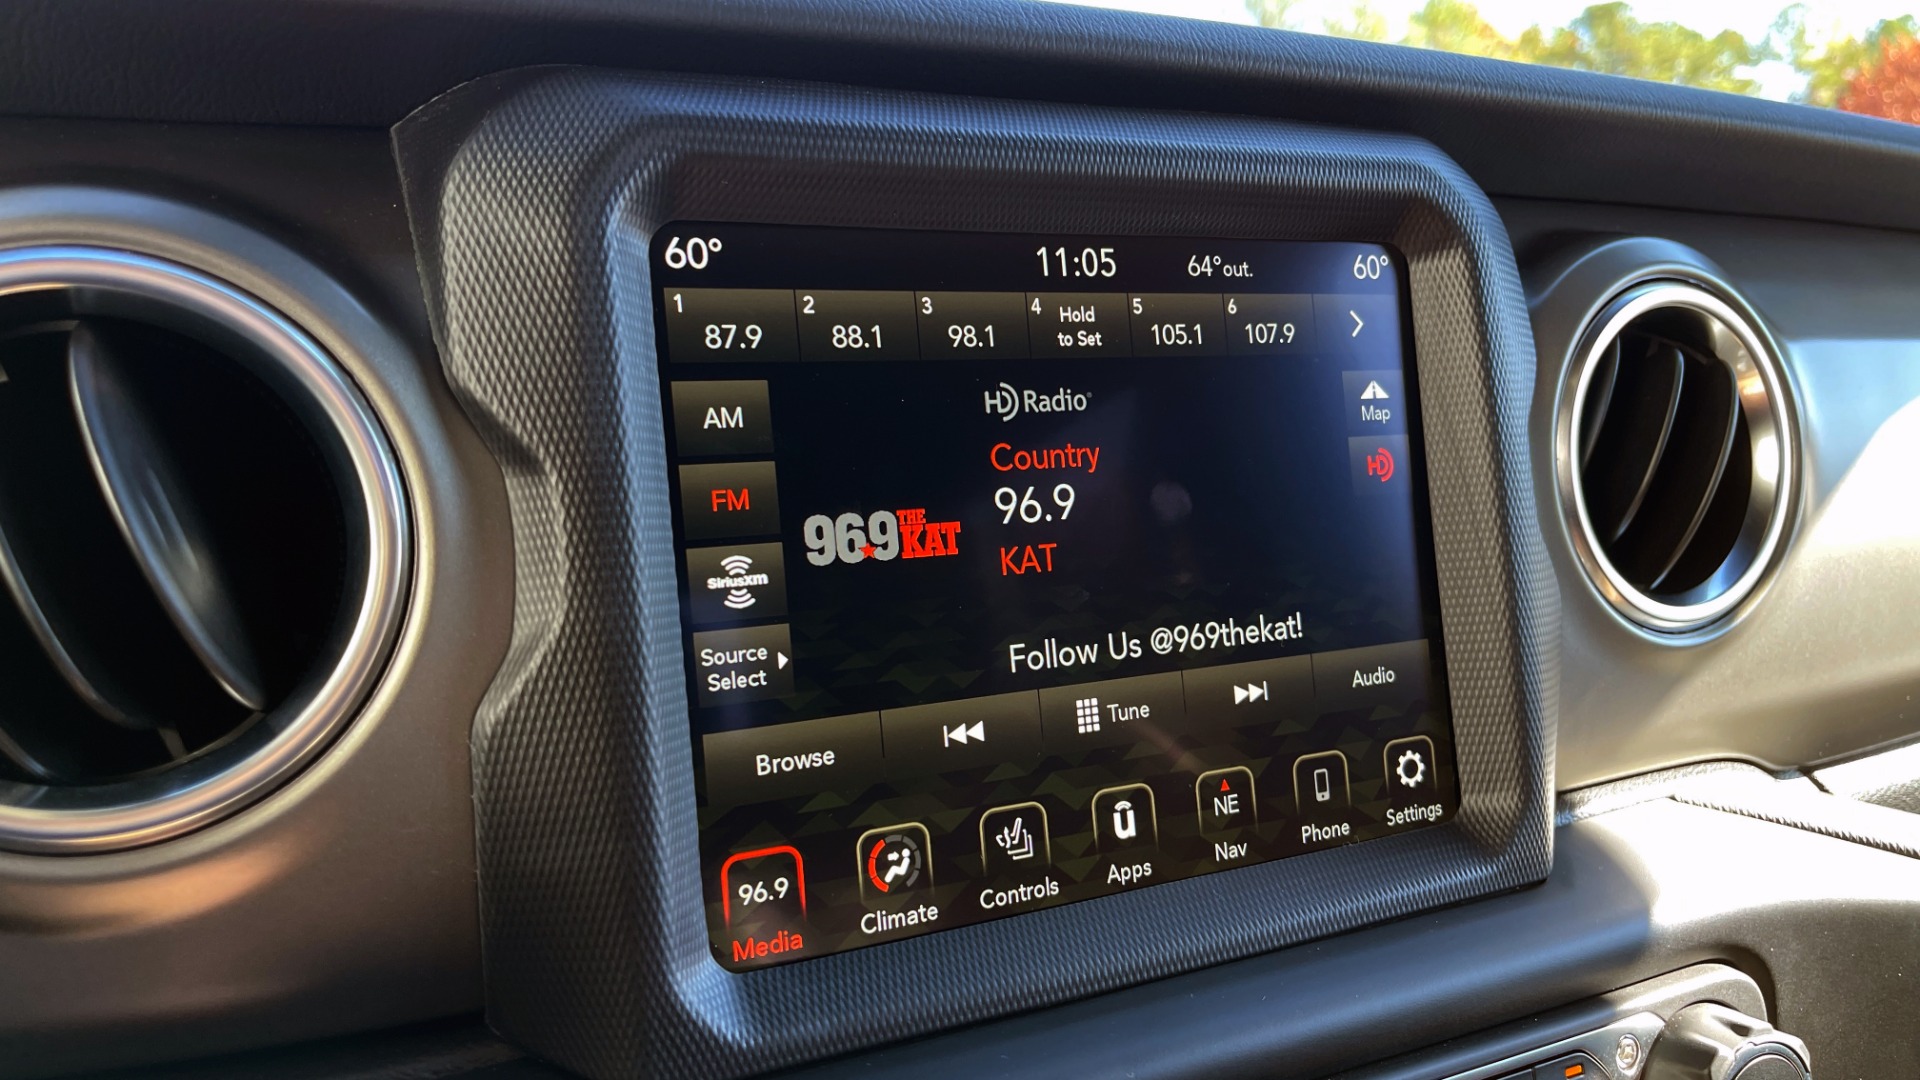 60° 11:05 64° out. 60°
1 87.9 2 88.1 3 98.1 4 Hold to Set 5 105.1 6 107.9
AM
HD Radio
Map
Country
HD
FM
96.9
96.9 THE KAT
KAT
SiriusXM
Source Select
Follow Us @969thekat!
Browse Tune Audio
96.9 NE
Media Climate Controls Apps Nav Phone Settings